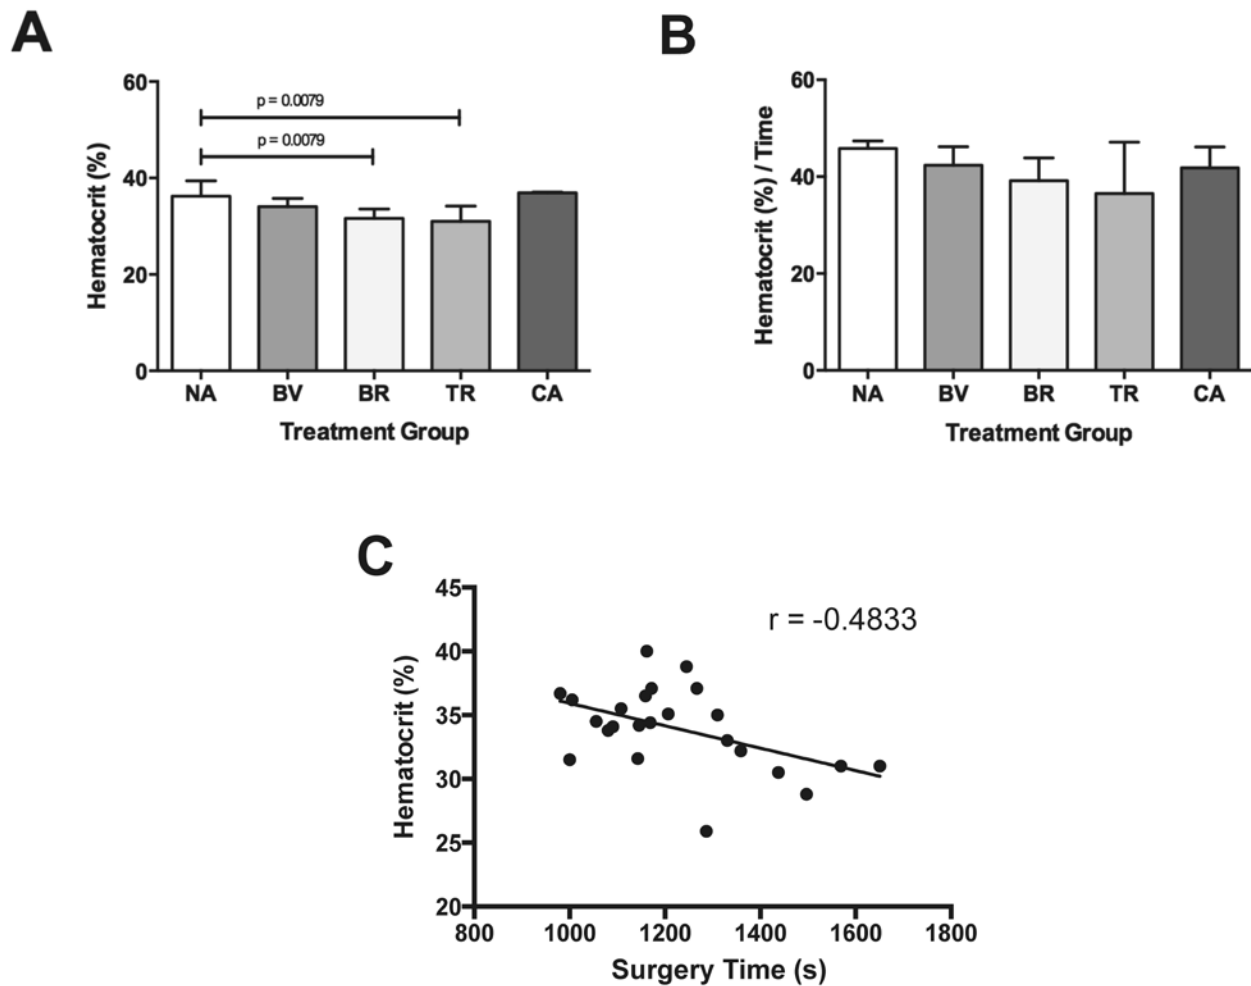 A
60
40
20
0
Hematocrit (%)
p = 0.0079
p = 0.0079
NA BV BR TR CA
Treatment Group
B
60
40
20
0
Hematocrit (%) / Time
NA BV BR TR CA
Treatment Group
C
45
40
35
30
25
20
Hematocrit (%)
r = -0.4833
800 1000 1200 1400 1600 1800
Surgery Time (s)